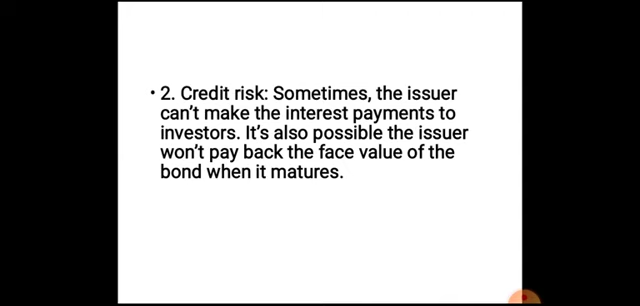 • 2. Credit risk: Sometimes, the issuer
can't make the interest payments to
investors. It's also possible the issuer
won't pay back the face value of the
bond when it matures.